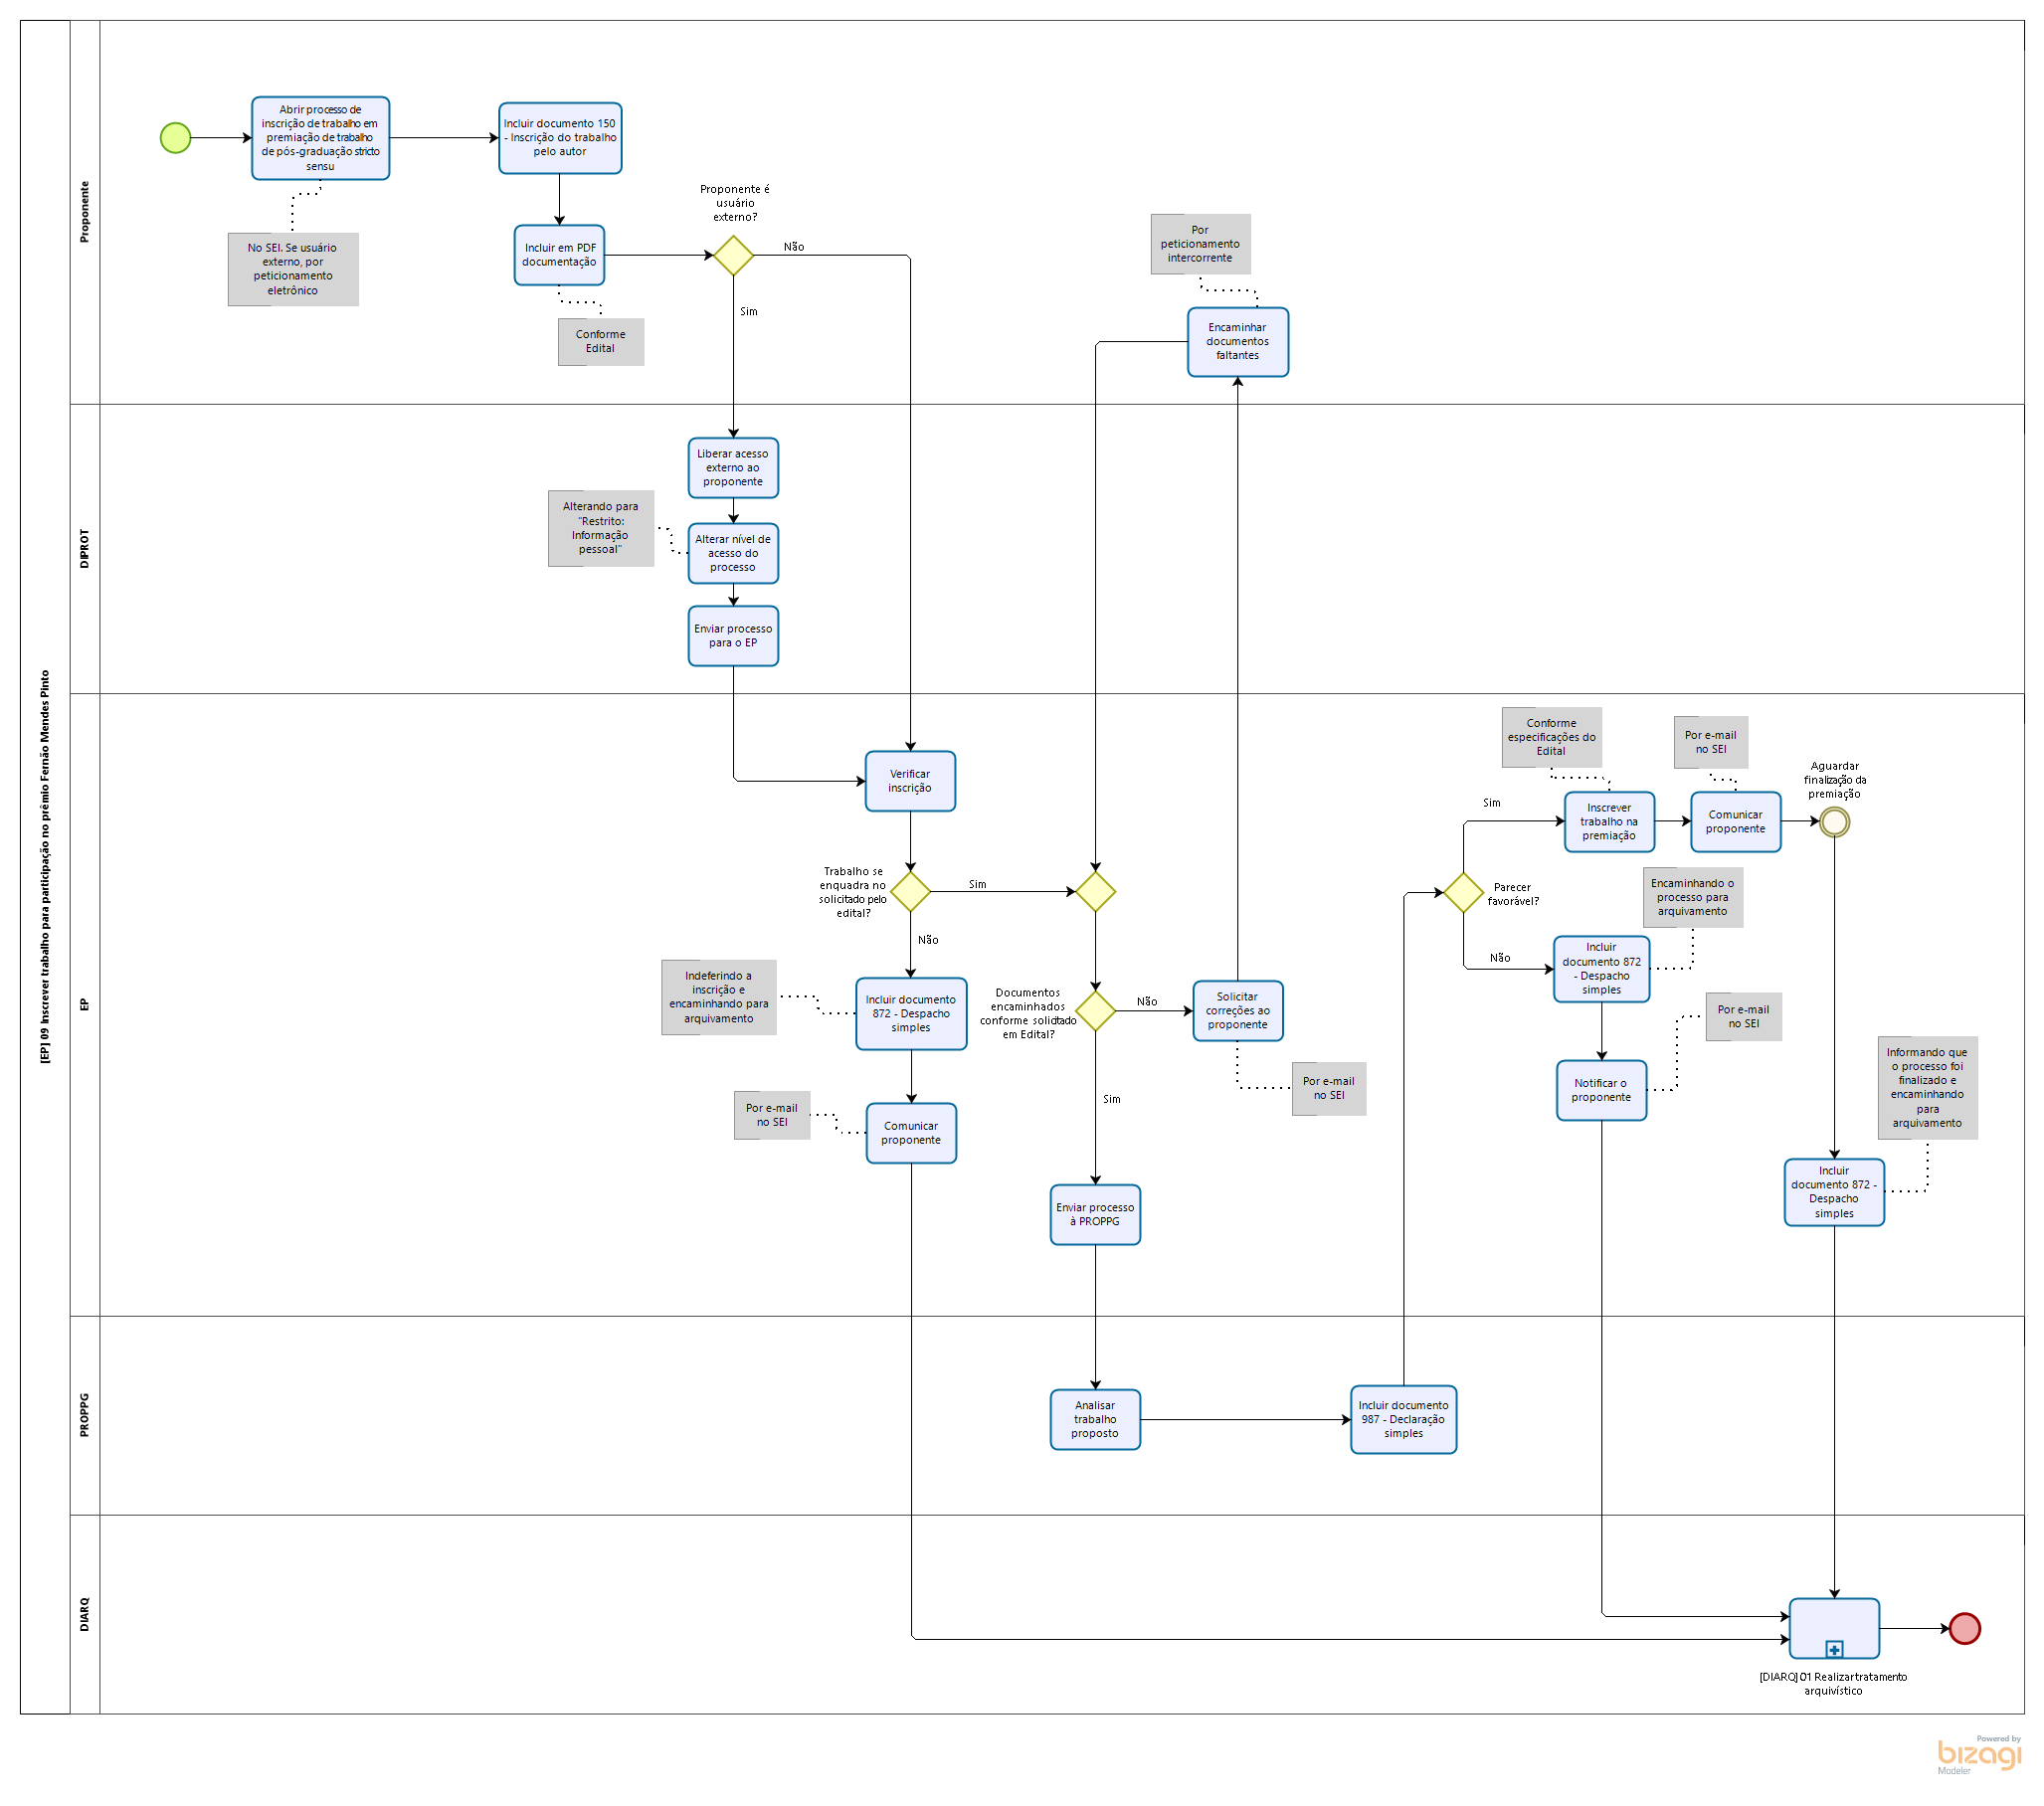 [EP] 09 Inscrever trabalho para participação no prêmio Fernão Mendes Pinto
Proponente
Abrir processo de
inscrição de trabalho em
premiação de trabalho
de pós-graduação stricto
sensu
No SEI. Se usuário
externo, por
peticionamento
eletrônico
Incluir documento 150
- Inscrição do trabalho
pelo autor
Incluir em PDF
documentação
Conforme
Edital
Proponente é
usuário
externo?
Não
Sim
Por
peticionamento
intercorrente
Encaminhar
documentos
faltantes
DIPROT
Liberar acesso
externo ao
proponente
Alterando para
"Restrito:
Informação
pessoal"
Alterar nível de
acesso do
processo
Enviar processo
para o EP
EP
Verificar
inscrição
Trabalho se
enquadra no
solicitado pelo
edital?
Sim
Não
Indeferindo a
inscrição e
encaminhando para
arquivamento
Incluir documento
872 - Despacho
simples
Por e-mail
no SEI
Comunicar
proponente
Documentos
encaminhados
conforme solicitado
em Edital?
Não
Sim
Solicitar
correções ao
proponente
Por e-mail
no SEI
Enviar processo
à PROPPG
Parecer
favorável?
Sim
Não
Conforme
especificações do
Edital
Inscrever
trabalho na
premiação
Por e-mail
no SEI
Comunicar
proponente
Aguardar
finalização da
premiação
Encaminhando o
processo para
arquivamento
Incluir
documento 872
- Despacho
simples
Por e-mail
no SEI
Notificar o
proponente
Informando que
o processo foi
finalizado e
encaminhando
para
arquivamento
Incluir
documento 872 -
Despacho
simples
PROPPG
Analisar
trabalho
proposto
Incluir documento
987 - Declaração
simples
DIARQ
[DIARQ] 01 Realizar tratamento
arquivístico
Powered by
bizagi
Modeler